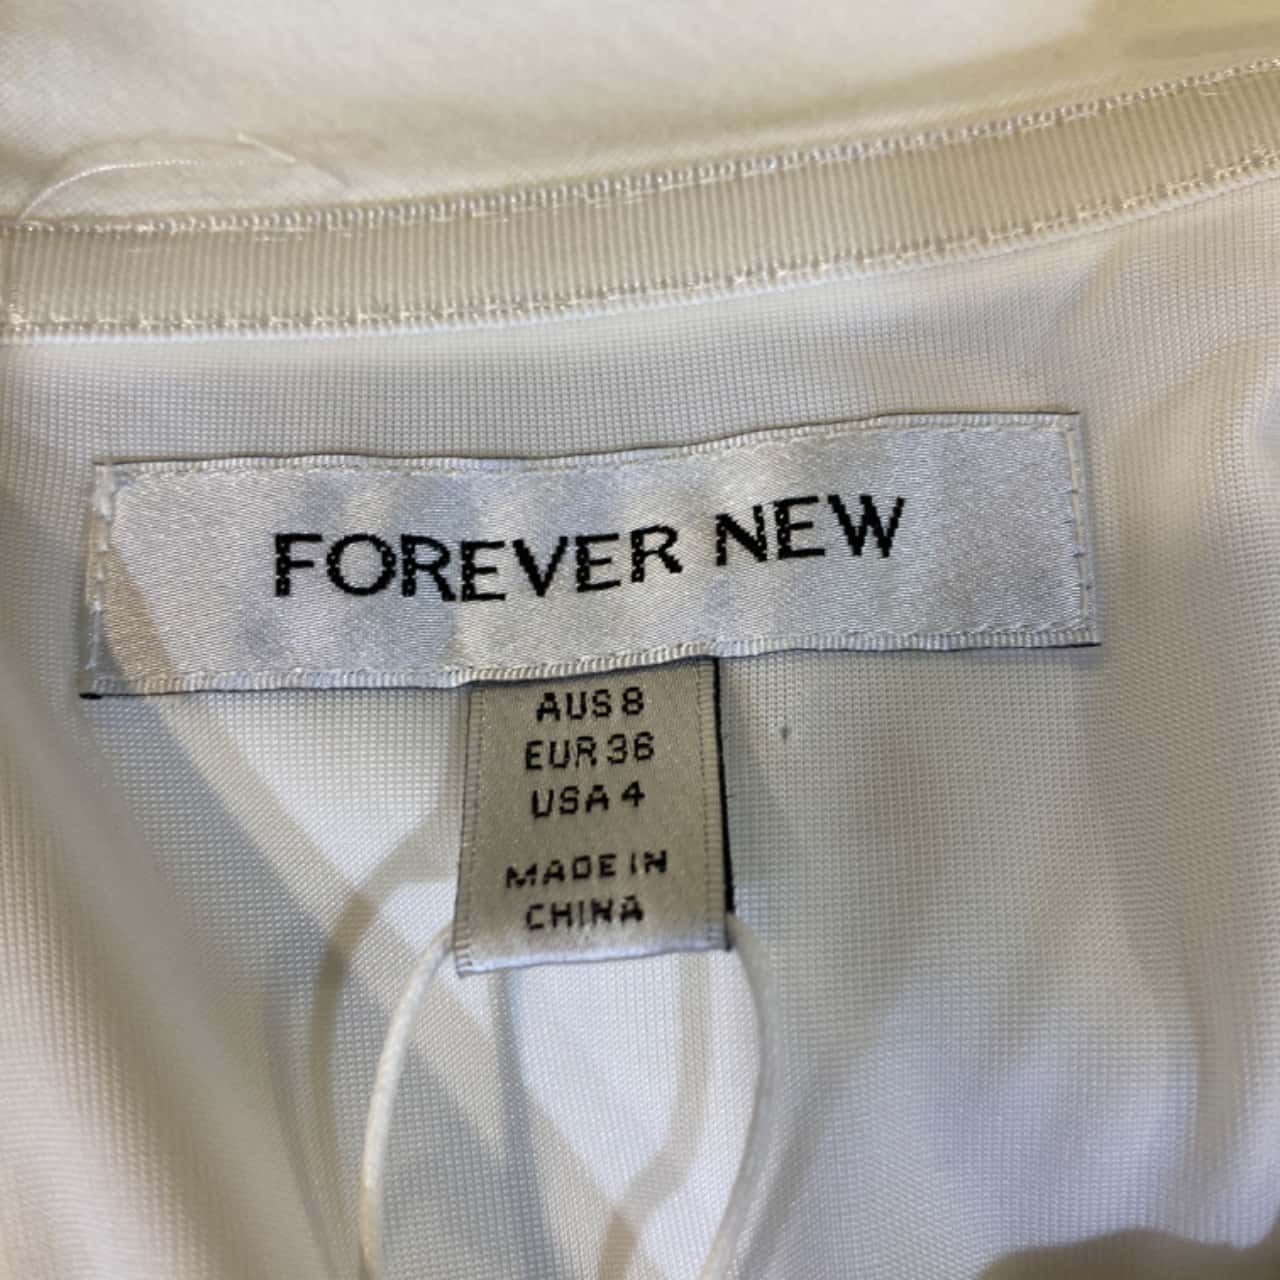 FOREVER NEW
AUS 8
EUR 36
USA 4
MADE IN
CHINA